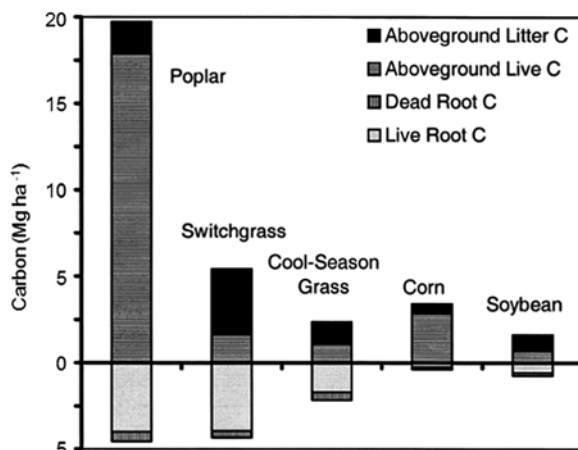 20
15
10
5
0
5
Carbon (Mg ha⁻¹)
Aboveground Litter C
Aboveground Live C
Dead Root C
Live Root C
Poplar
Switchgrass
Cool-Season
Grass
Corn
Soybean